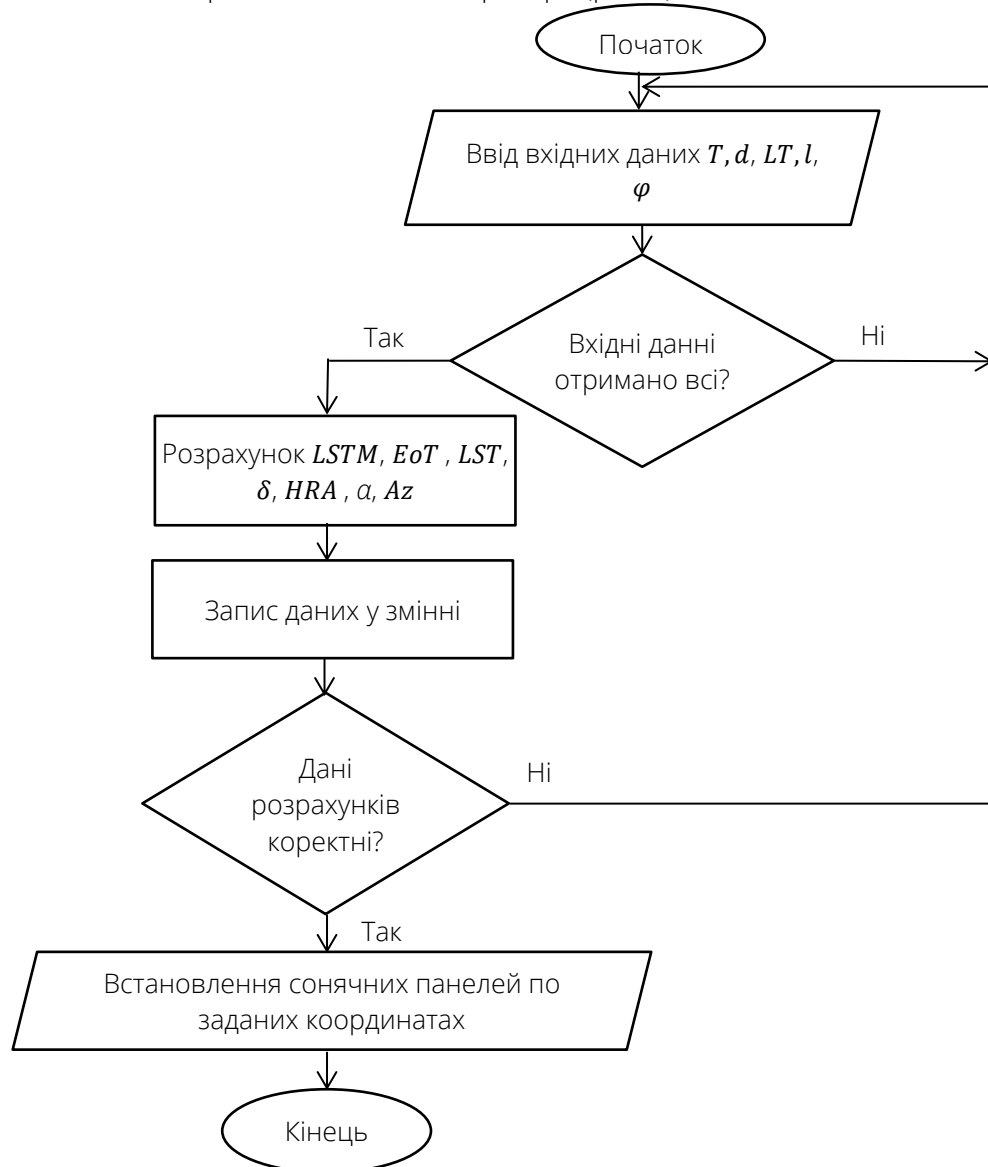 Початок
Ввід вхідних даних T, d, LT, l,
φ
Так
Ні
Вхідні данні
отримано всі?
Розрахунок LSTM, EoT , LST,
δ, HRA , α, Az
Запис даних у змінні
Дані
розрахунків
коректні?
Ні
Так
Встановлення сонячних панелей по
заданих координатах
Кінець